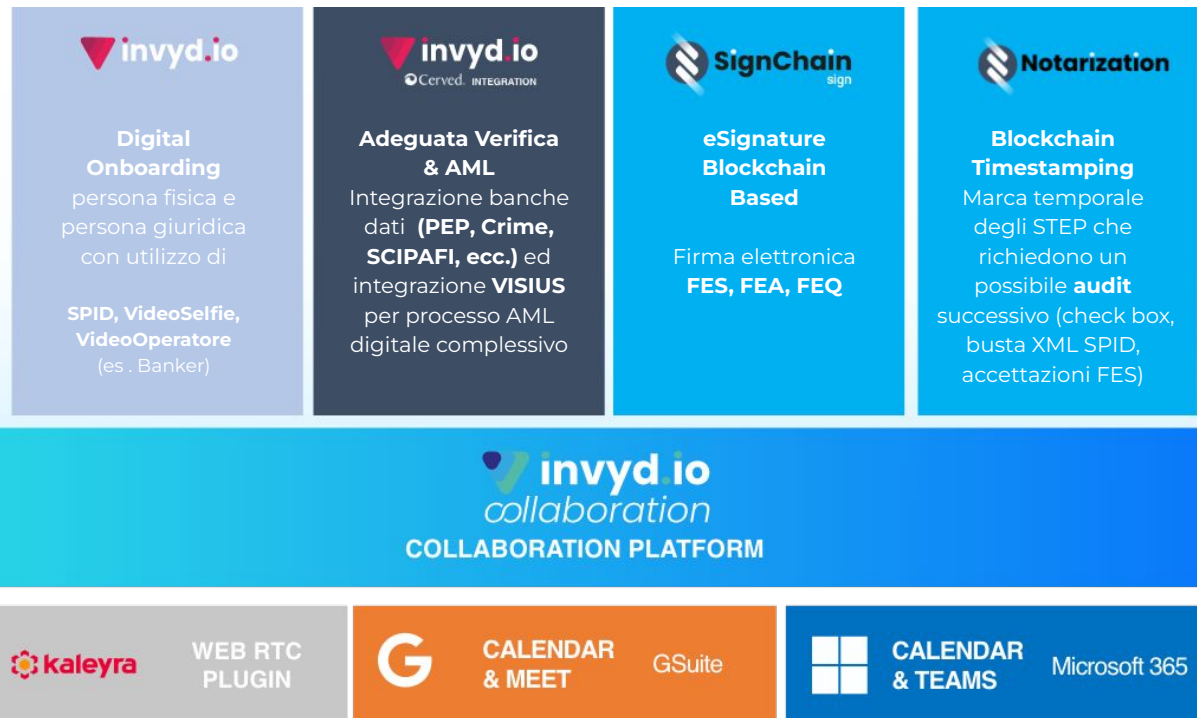 invyd.io
Digital
Onboarding
persona fisica e
persona giuridica
con utilizzo di
SPID, VideoSelfie,
VideoOperatore
(es . Banker)
invyd.io
Cerved. INTEGRATION
Adeguata Verifica
& AML
Integrazione banche
dati (PEP, Crime,
SCIPAFI, ecc.) ed
integrazione VISIUS
per processo AML
digitale complessivo
SignChain
sign
eSignature
Blockchain
Based
Firma elettronica
FES, FEA, FEQ
Notarization
Blockchain
Timestamping
Marca temporale
degli STEP che
richiedono un
possibile audit
successivo (check box,
busta XML SPID,
accettazioni FES)
invyd.io
collaboration
COLLABORATION PLATFORM
kaleyra
WEB RTC
PLUGIN
G
CALENDAR
& MEET
GSuite
CALENDAR
& TEAMS
Microsoft 365